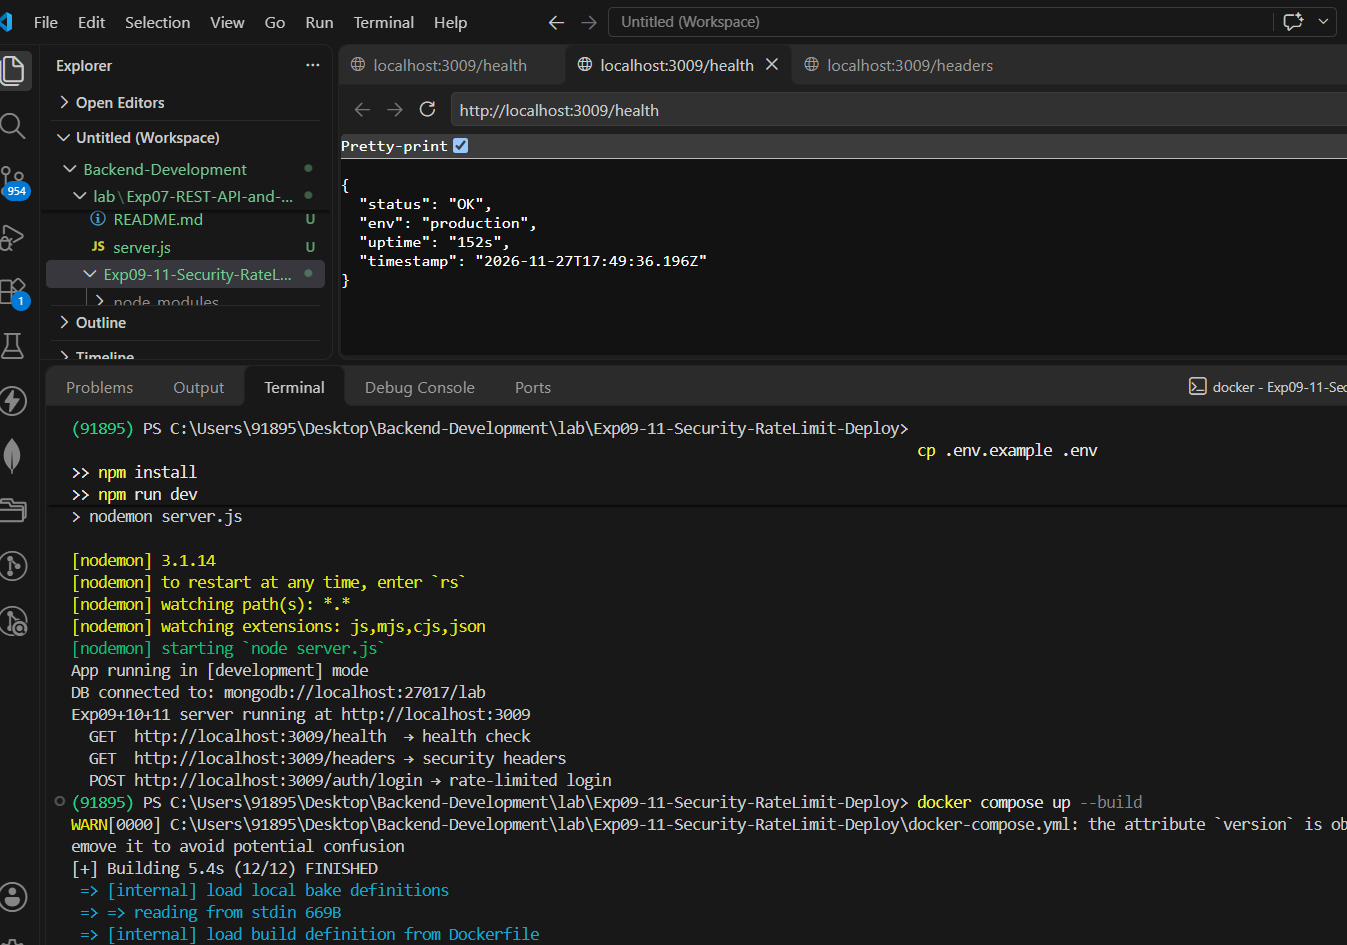 File Edit Selection View Go Run Terminal Help
Untitled (Workspace)
Explorer
Open Editors
Untitled (Workspace)
Backend-Development
lab\Exp07-REST-API-and-...
README.md U
JS server.js U
Exp09-11-Security-RateL...
node_modules
Outline
Timeline
954
1
localhost:3009/health
localhost:3009/health
localhost:3009/headers
http://localhost:3009/health
Pretty-print
{
"status": "OK",
"env": "production",
"uptime": "152s",
"timestamp": "2026-11-27T17:49:36.196Z"
}
Problems Output Terminal Debug Console Ports
docker - Exp09-11-Sec
(91895) PS C:\Users\91895\Desktop\Backend-Development\lab\Exp09-11-Security-RateLimit-Deploy>
cp .env.example .env
>> npm install
>> npm run dev
> nodemon server.js
[nodemon] 3.1.14
[nodemon] to restart at any time, enter `rs`
[nodemon] watching path(s): *.*
[nodemon] watching extensions: js,mjs,cjs,json
[nodemon] starting `node server.js`
App running in [development] mode
DB connected to: mongodb://localhost:27017/lab
Exp09+10+11 server running at http://localhost:3009
GET http://localhost:3009/health → health check
GET http://localhost:3009/headers → security headers
POST http://localhost:3009/auth/login → rate-limited login
(91895) PS C:\Users\91895\Desktop\Backend-Development\lab\Exp09-11-Security-RateLimit-Deploy> docker compose up --build
WARN[0000] C:\Users\91895\Desktop\Backend-Development\lab\Exp09-11-Security-RateLimit-Deploy\docker-compose.yml: the attribute `version` is ob
emove it to avoid potential confusion
[+] Building 5.4s (12/12) FINISHED
=> [internal] load local bake definitions
=> => reading from stdin 669B
=> [internal] load build definition from Dockerfile